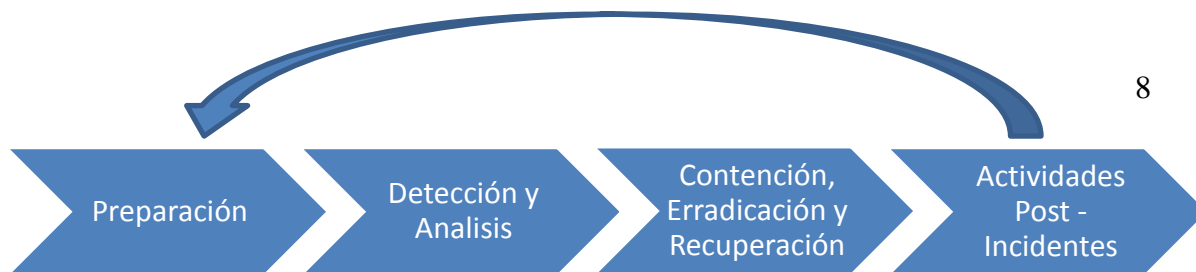 8
Preparación
Detección y
Analisis
Contención,
Erradicación y
Recuperación
Actividades
Post -
Incidentes